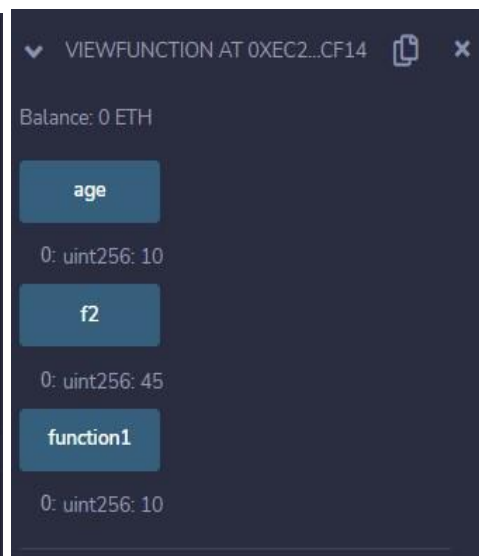 VIEWFUNCTION AT 0XEC2...CF14
Balance: 0 ETH
age
0: uint256: 10
f2
0: uint256: 45
function1
0: uint256: 10